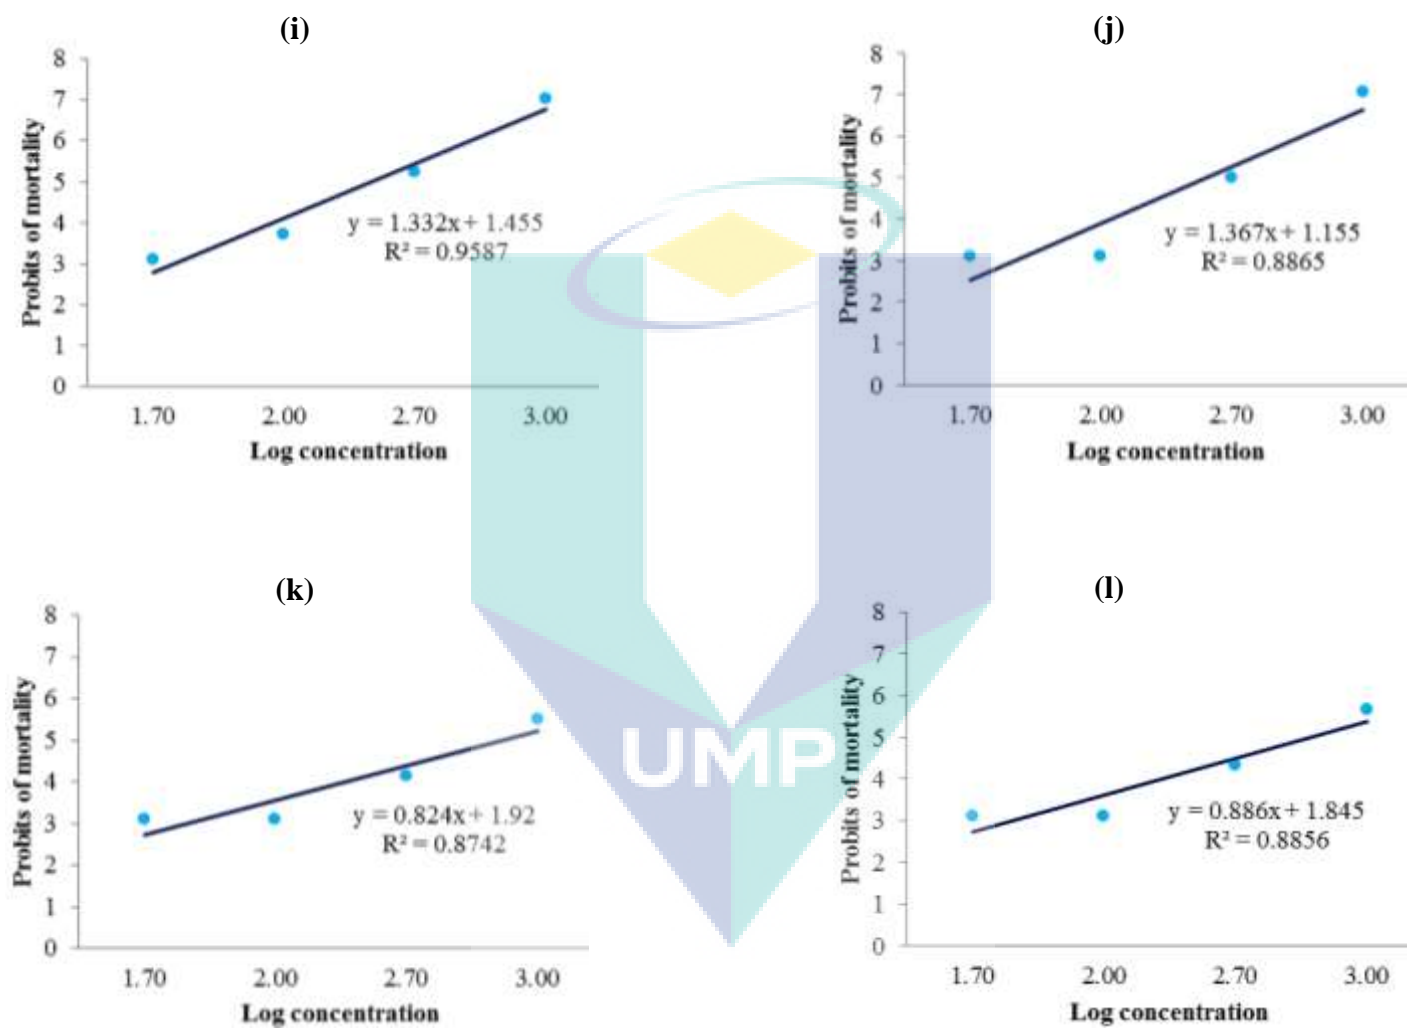 (i)
8
7
6
5
4
3
2
1
0
Probits of mortality
y = 1.332x + 1.455
R² = 0.9587
1.70 2.00 2.70 3.00
Log concentration
(j)
8
7
6
5
4
3
2
1
0
Probits of mortality
y = 1.367x + 1.155
R² = 0.8865
1.70 2.00 2.70 3.00
Log concentration
(k)
8
7
6
5
4
3
2
1
0
Probits of mortality
y = 0.824x + 1.92
R² = 0.8742
1.70 2.00 2.70 3.00
Log concentration
UMP
(l)
8
7
6
5
4
3
2
1
0
Probits of mortality
y = 0.886x + 1.845
R² = 0.8856
1.70 2.00 2.70 3.00
Log concentration